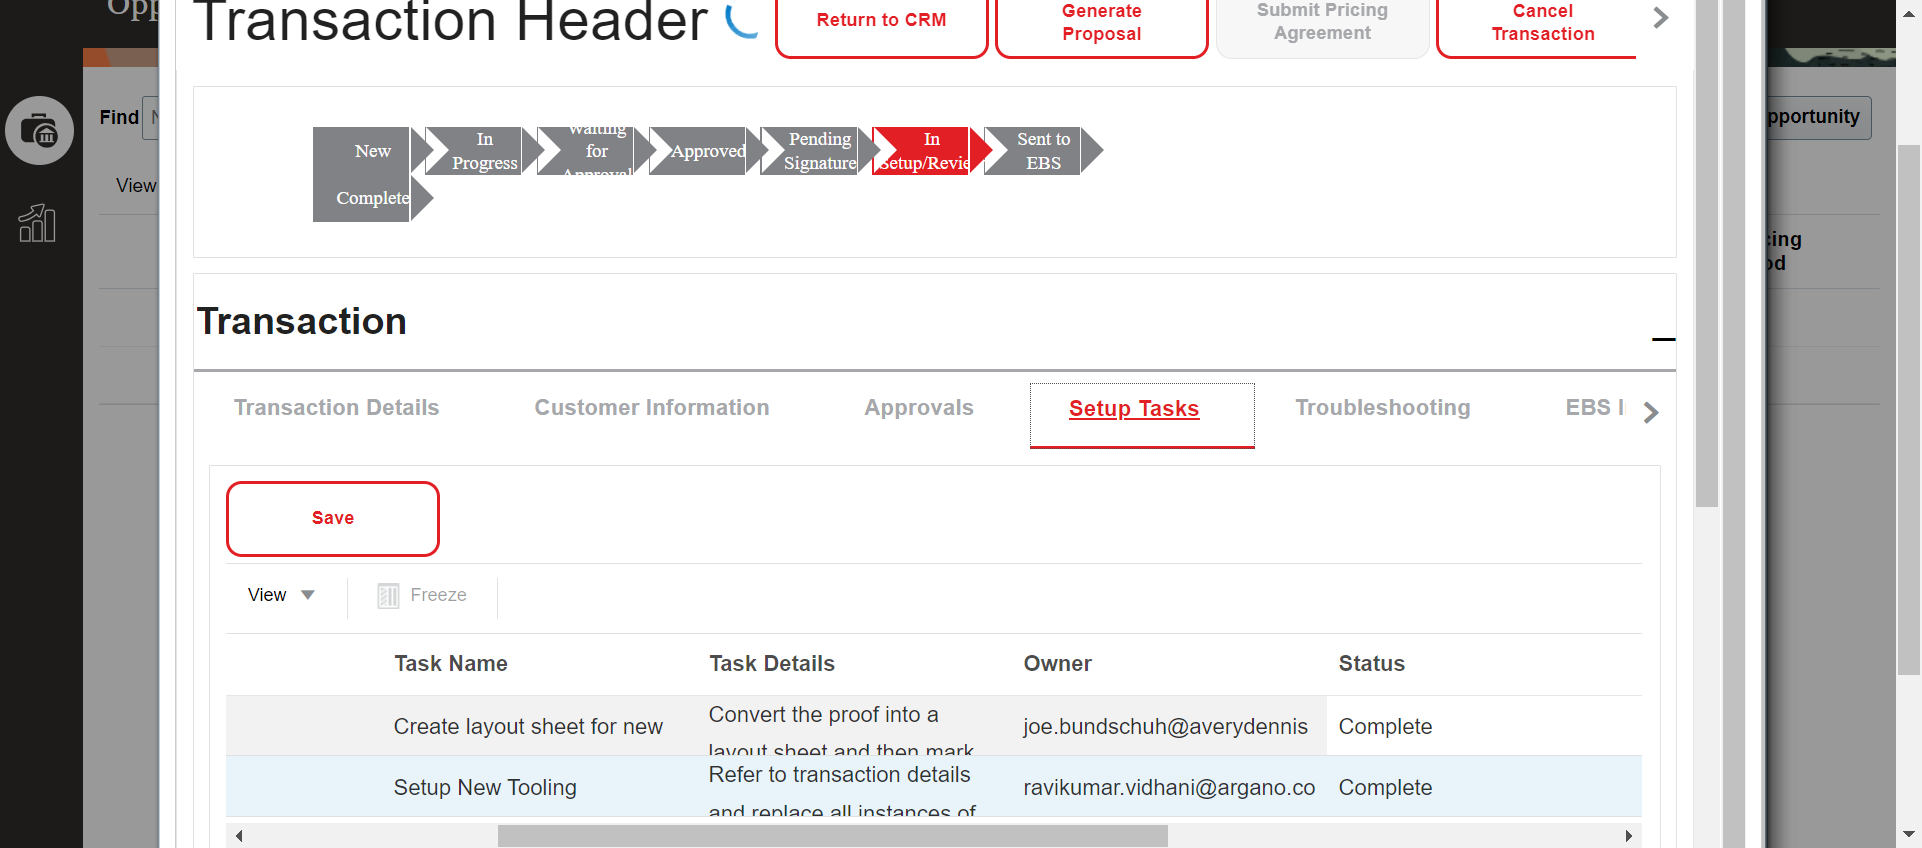 Opp
Transaction Header
Return to CRM
Generate
Proposal
Submit Pricing
Agreement
Cancel
Transaction
Find
N
pportunity
View
New
In
Progress
Waiting
for
Approval
Approved
Pending
Signature
In
Setup/Revie
Sent to
EBS
Complete
cing
od
Transaction
Transaction Details
Customer Information
Approvals
Setup Tasks
Troubleshooting
EBS I
Save
View
Freeze
Task Name
Task Details
Owner
Status
Create layout sheet for new
Convert the proof into a
layout sheet and then mark
joe.bundschuh@averydennis
Complete
Setup New Tooling
Refer to transaction details
and replace all instances of
ravikumar.vidhani@argano.co
Complete